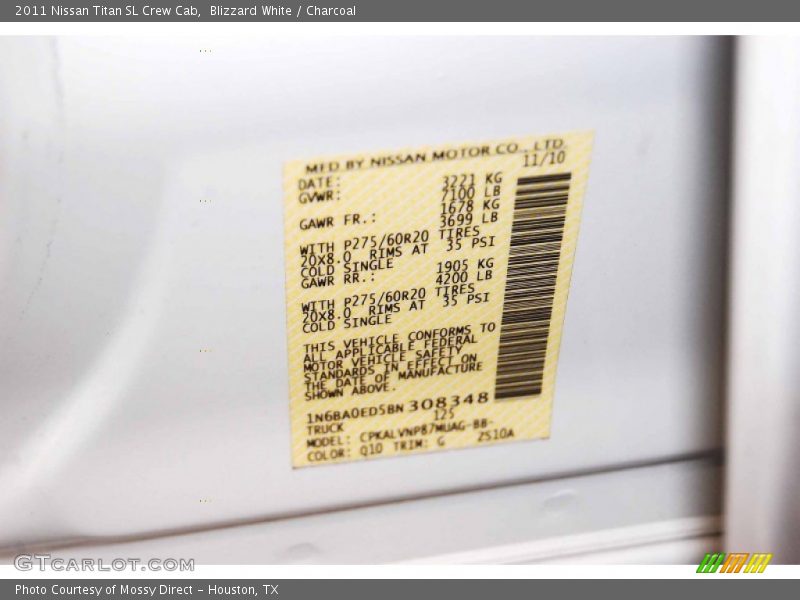 2011 Nissan Titan SL Crew Cab,  Blizzard White / Charcoal
MFD BY NISSAN MOTOR CO., LTD.
DATE: 11/10
GVWR: 3221 KG
7100 LB
GAWR FR.: 1678 KG
3699 LB
WITH P275/60R20 TIRES
20X8.0 RIMS AT 35 PSI
COLD SINGLE
GAWR RR.: 1905 KG
4200 LB
WITH P275/60R20 TIRES
20X8.0 RIMS AT 35 PSI
COLD SINGLE
THIS VEHICLE CONFORMS TO
ALL APPLICABLE FEDERAL
MOTOR VEHICLE SAFETY
STANDARDS IN EFFECT ON
THE DATE OF MANUFACTURE
SHOWN ABOVE.
1N6BA0ED5BN308348
TRUCK 125
MODEL: CPKALVNP87MUAG-BB-
COLOR: Q10 TRIM: G ZS10A
GTCARLOT.COM
Photo Courtesy of Mossy Direct - Houston, TX